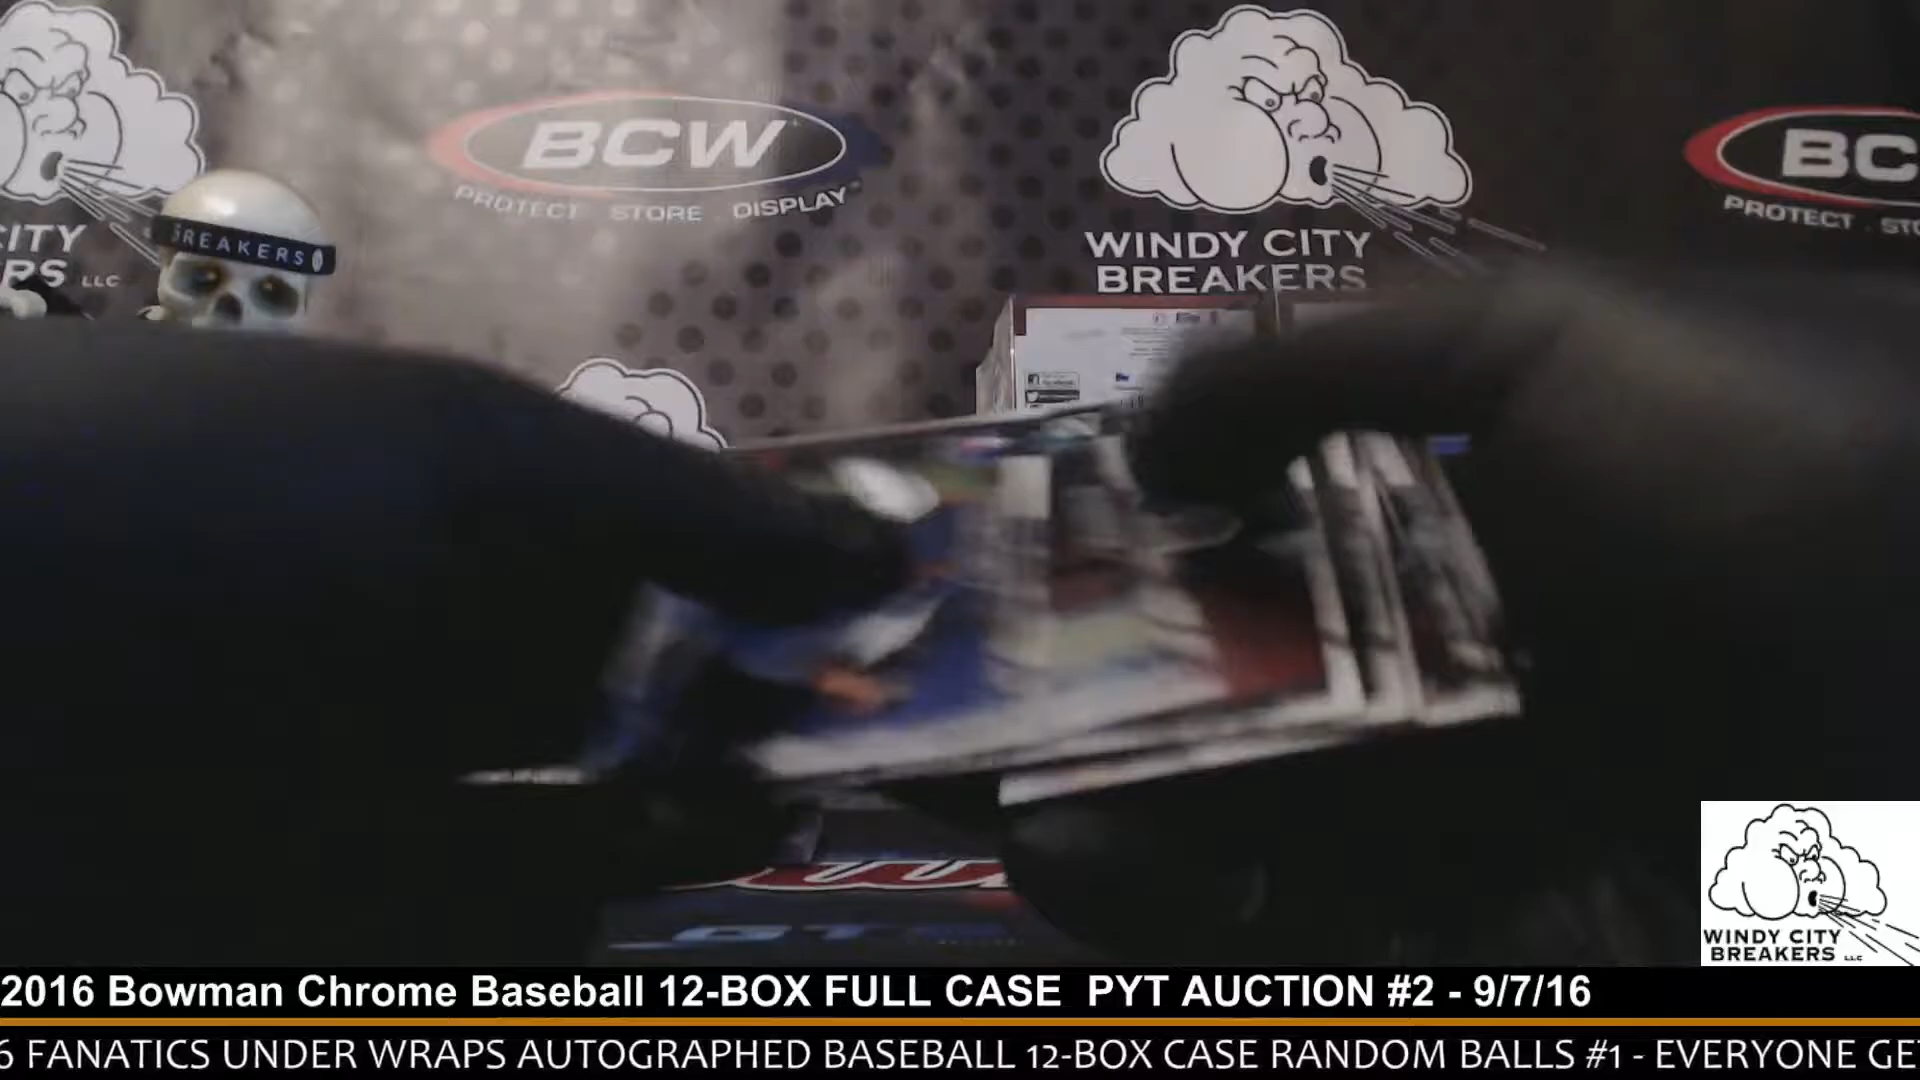 BCW
PROTECT STORE DISPLAY
WINDY CITY
BREAKERS
BC
PROTECT STO
CITY
ERS LLC
BREAKERS
WINDY CITY
BREAKERS LLC
2016 Bowman Chrome Baseball 12-BOX FULL CASE PYT AUCTION #2 - 9/7/16
6 FANATICS UNDER WRAPS AUTOGRAPHED BASEBALL 12-BOX CASE RANDOM BALLS #1 - EVERYONE GE